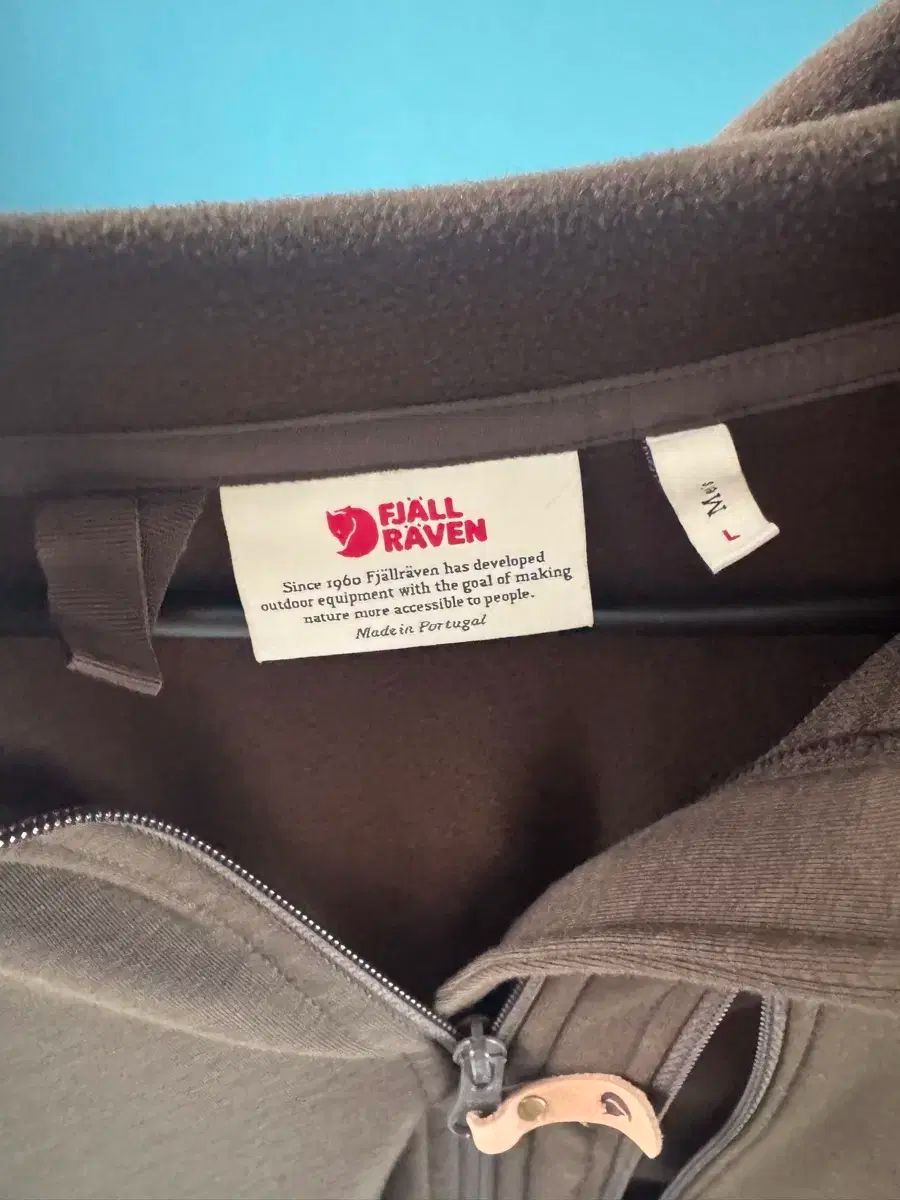 FJÄLL
RÄVEN
Since 1960 Fjällräven has developed
outdoor equipment with the goal of making
nature more accessible to people.
Made in Portugal
L